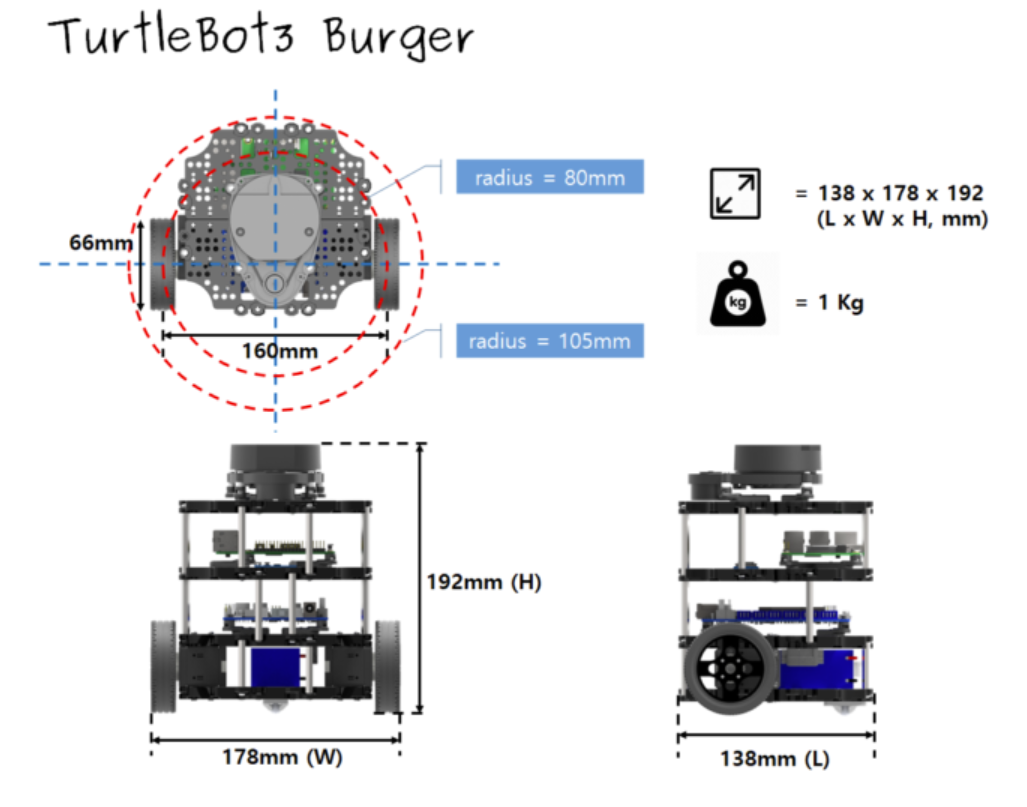 TurtleBot3 Burger
radius = 80mm
= 138 x 178 x 192
(L x W x H, mm)
66mm
kg
= 1 Kg
radius = 105mm
160mm
192mm (H)
178mm (W)
138mm (L)